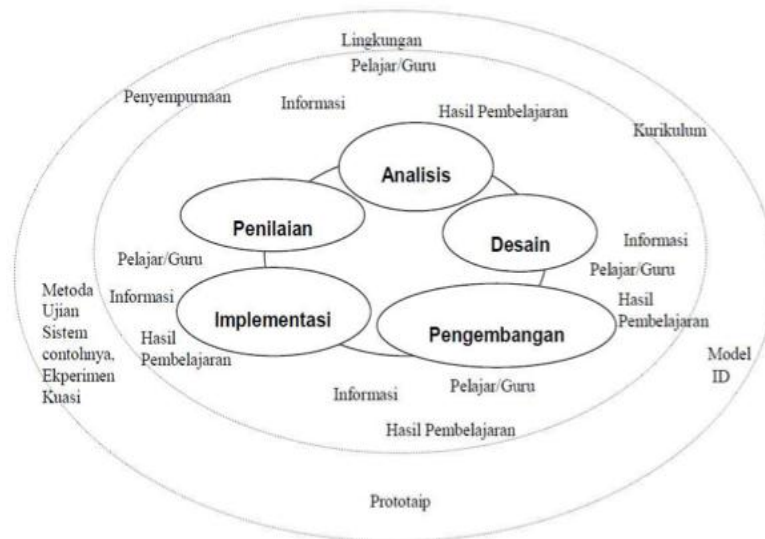 Lingkungan
Pelajar/Guru
Penyempurnaan
Informasi
Hasil Pembelajaran
Kurikulum
Analisis
Penilaian
Desain
Informasi
Pelajar/Guru
Pelajar/Guru
Metoda
Ujian
Sistem
contohnya,
Ekperimen
Kuasi
Informasi
Hasil
Pembelajaran
Implementasi
Pengembangan
Hasil
Pembelajaran
Model
ID
Informasi
Pelajar/Guru
Hasil Pembelajaran
Prototaip